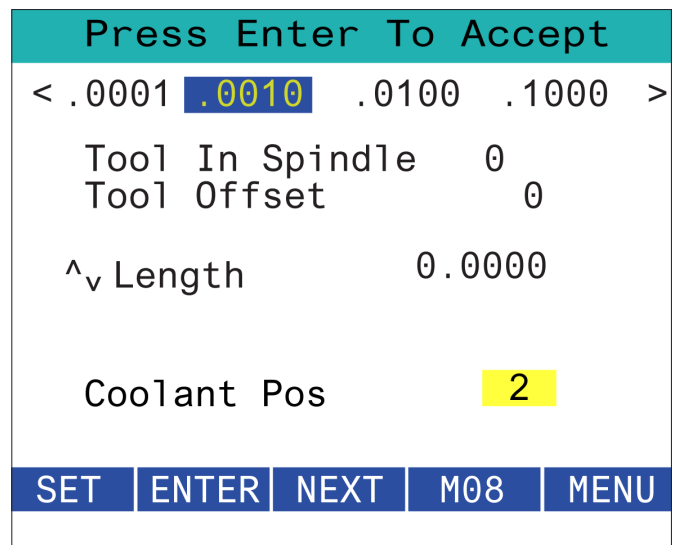 Press Enter To Accept
< .0001 .0010 .0100 .1000 >
Tool In Spindle 0
Tool Offset 0
^v Length 0.0000
Coolant Pos 2
SET ENTER NEXT M08 MENU